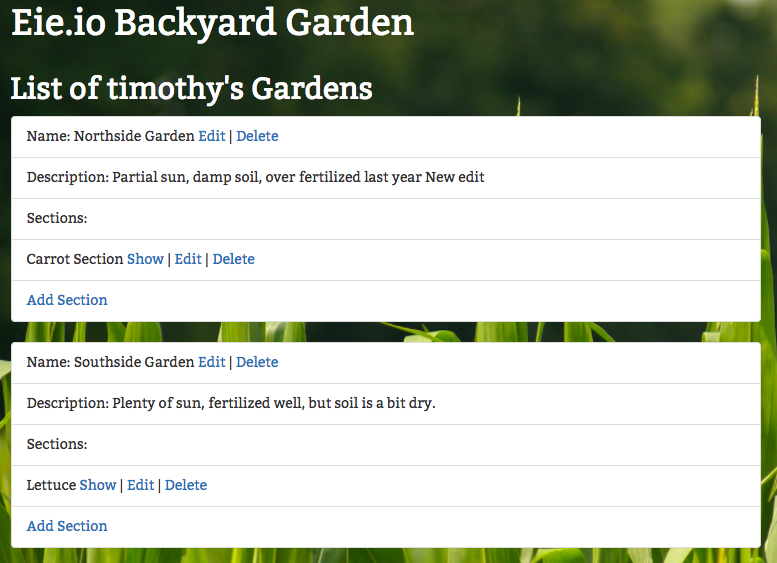 Eie.io Backyard Garden
List of timothy's Gardens
Name: Northside Garden Edit | Delete
Description: Partial sun, damp soil, over fertilized last year New edit
Sections:
Carrot Section Show | Edit | Delete
Add Section
Name: Southside Garden Edit | Delete
Description: Plenty of sun, fertilized well, but soil is a bit dry.
Sections:
Lettuce Show | Edit | Delete
Add Section